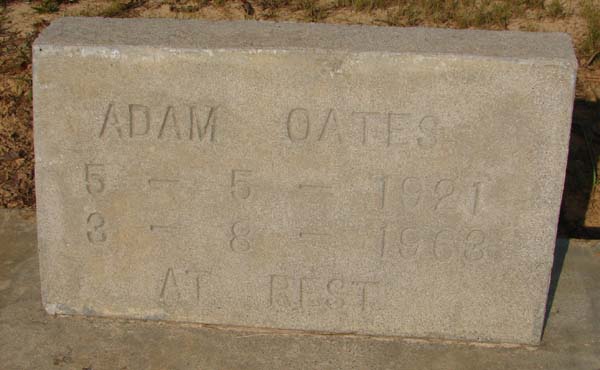 ADAM OATES
5 - 5 - 1921
3 - 8 - 1968
AT REST